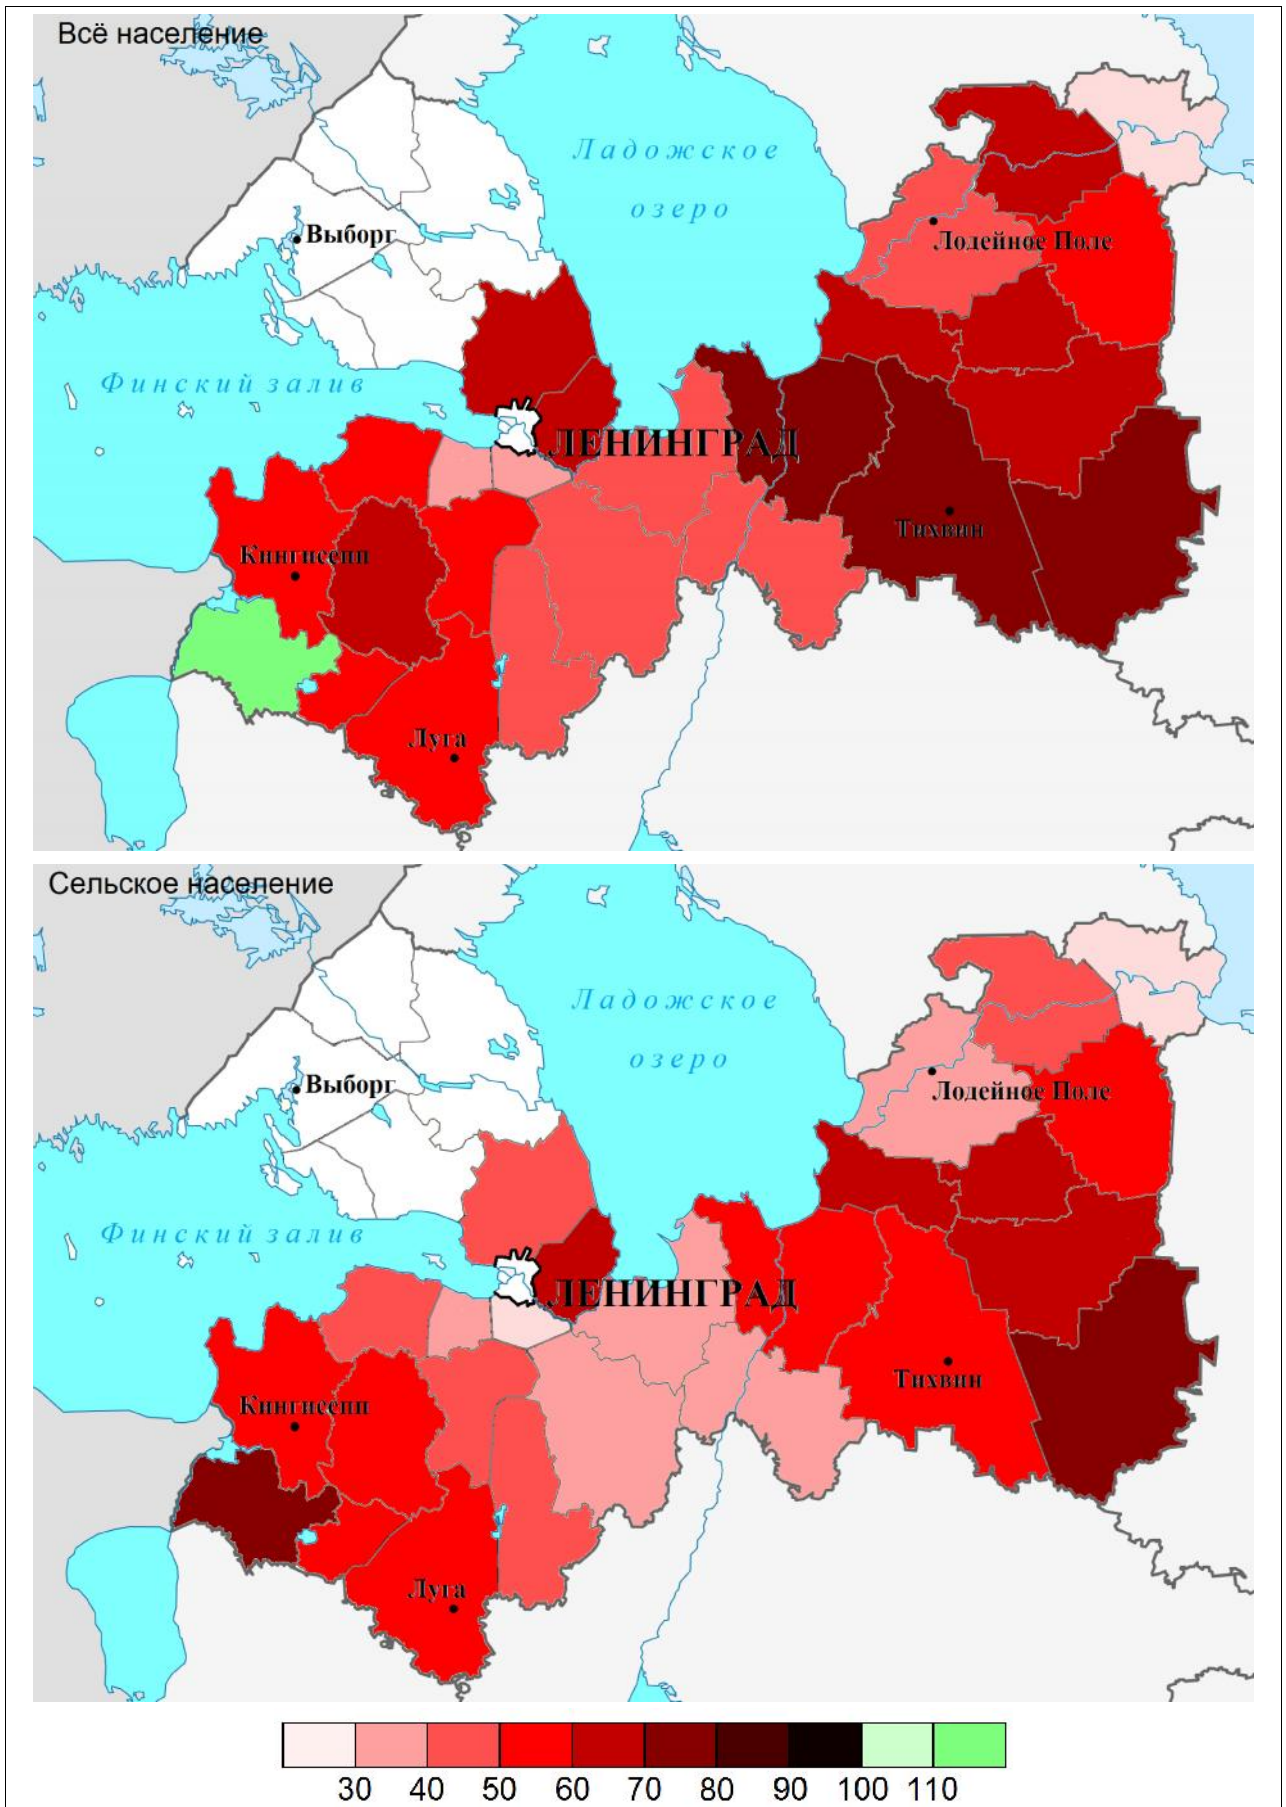 Всё население
Ладожское
озеро
Выборг
Лодейное Поле
Финский залив
ЛЕНИНГРАД
Тихвин
Кингисепп
Луга
Сельское население
Ладожское
озеро
Выборг
Лодейное Поле
Финский залив
ЛЕНИНГРАД
Тихвин
Кингисепп
Луга
30 40 50 60 70 80 90 100 110